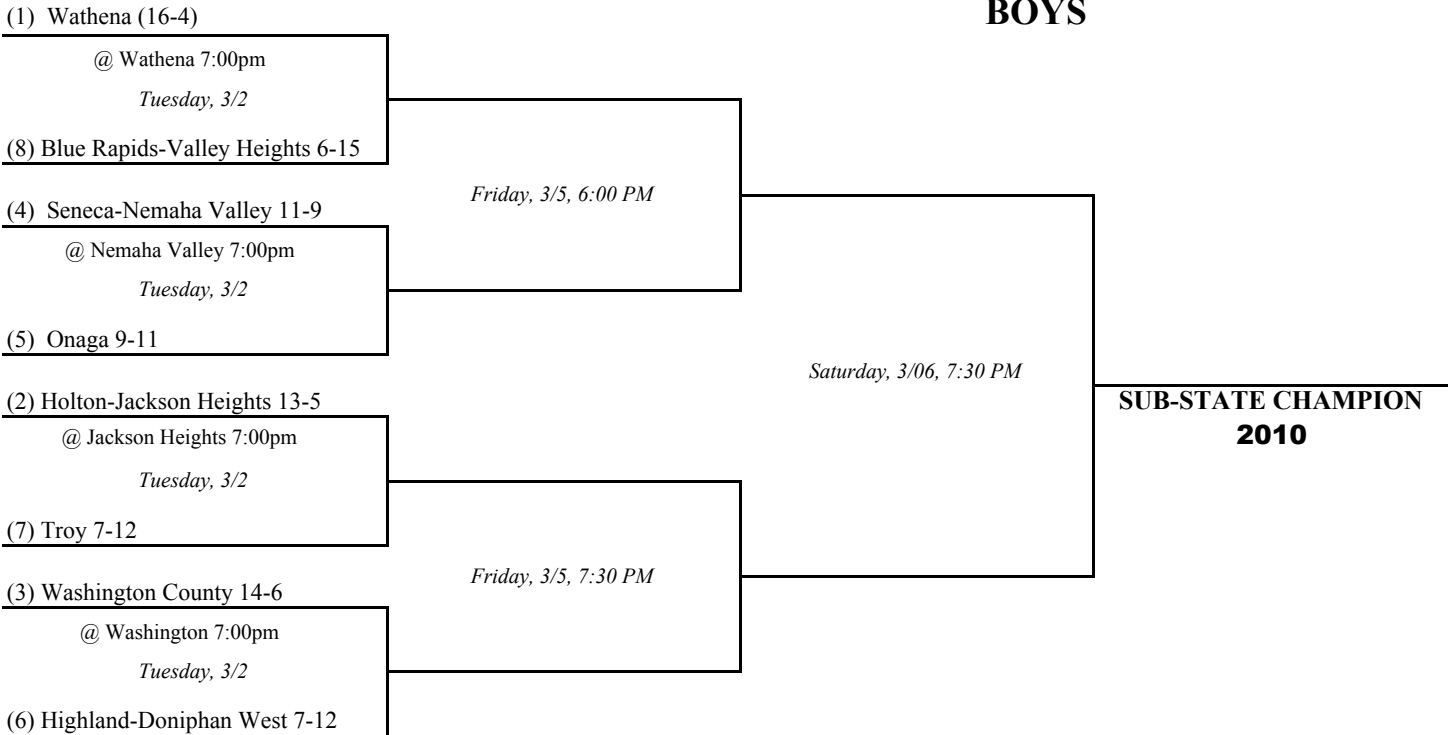 BOYS
(1) Wathena (16-4)
@ Wathena 7:00pm
Tuesday, 3/2
(8) Blue Rapids-Valley Heights 6-15
Friday, 3/5, 6:00 PM
(4) Seneca-Nemaha Valley 11-9
@ Nemaha Valley 7:00pm
Tuesday, 3/2
(5) Onaga 9-11
Saturday, 3/06, 7:30 PM
SUB-STATE CHAMPION
2010
(2) Holton-Jackson Heights 13-5
@ Jackson Heights 7:00pm
Tuesday, 3/2
(7) Troy 7-12
Friday, 3/5, 7:30 PM
(3) Washington County 14-6
@ Washington 7:00pm
Tuesday, 3/2
(6) Highland-Doniphan West 7-12